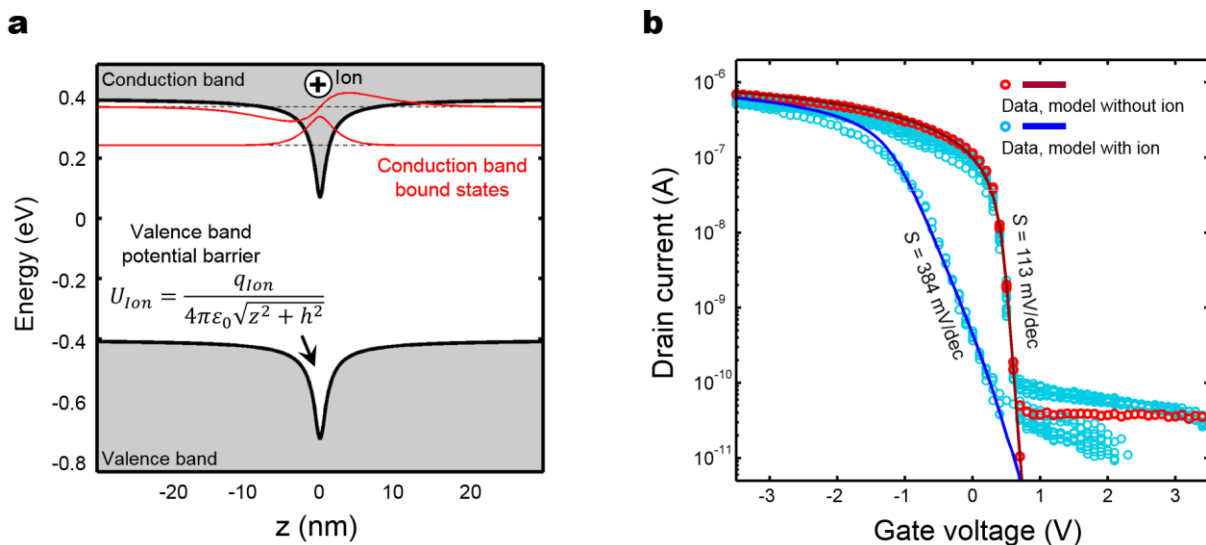 a
Conduction band
+
Ion
Conduction band
bound states
Valence band
potential barrier
U_Ion = q_Ion / 4πε₀√(z² + h²)
Valence band
0.4
0.2
0
-0.2
-0.4
-0.6
-0.8
Energy (eV)
-20
-10
0
10
20
z (nm)
b
10⁻⁶
10⁻⁷
10⁻⁸
10⁻⁹
10⁻¹⁰
10⁻¹¹
Drain current (A)
Data, model without ion
Data, model with ion
S = 384 mV/dec
S = 113 mV/dec
-3
-2
-1
0
1
2
3
Gate voltage (V)